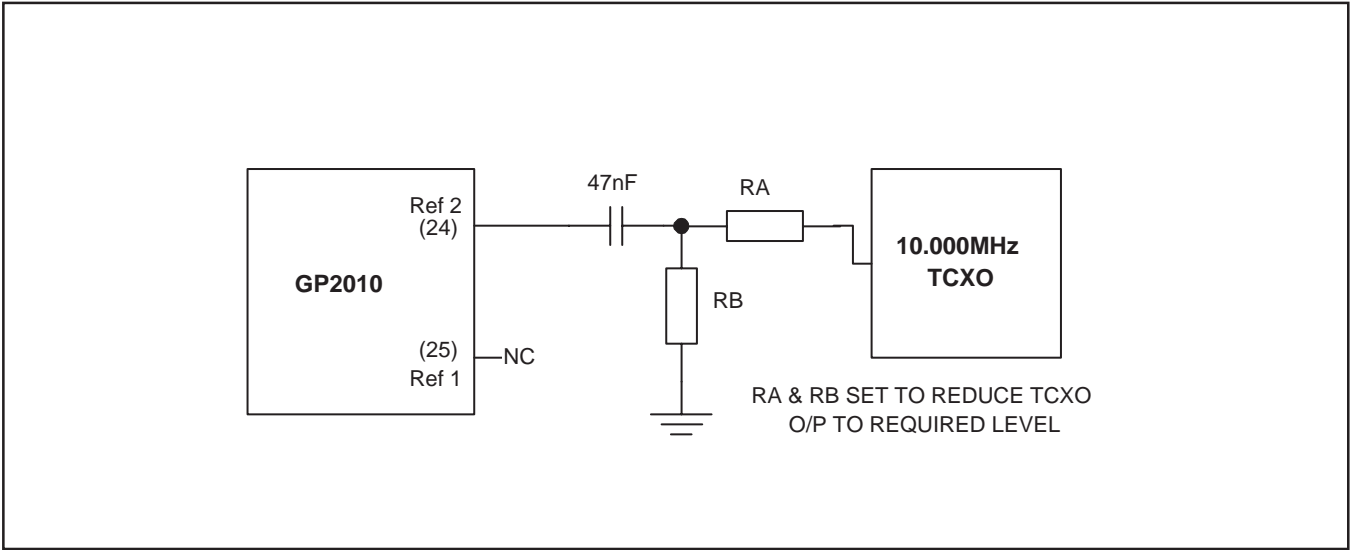 47nF
RA
Ref 2
(24)
10.000MHz
TCXO
GP2010
RB
(25)
NC
Ref 1
RA & RB SET TO REDUCE TCXO
O/P TO REQUIRED LEVEL